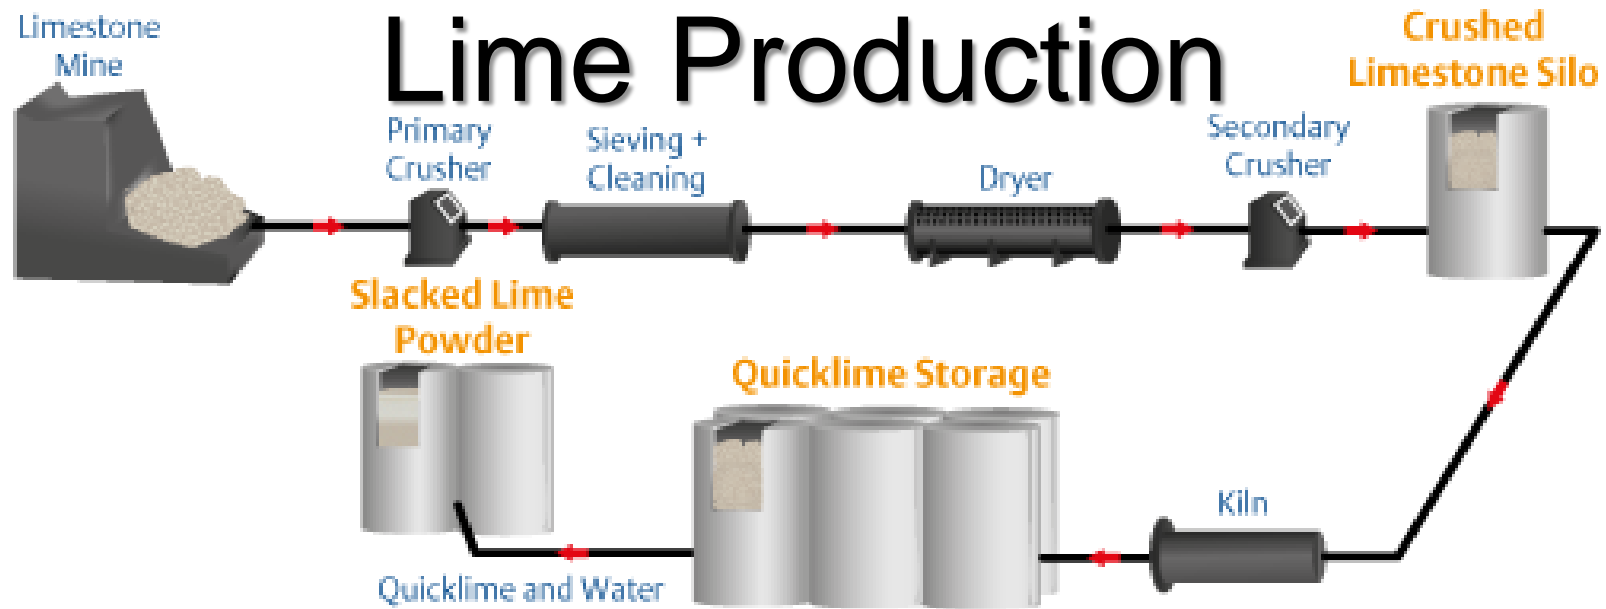 Lime Production
Limestone
Mine
Primary
Crusher
Sieving +
Cleaning
Dryer
Secondary
Crusher
Crushed
Limestone Silo
Slacked Lime
Powder
Quicklime Storage
Kiln
Quicklime and Water